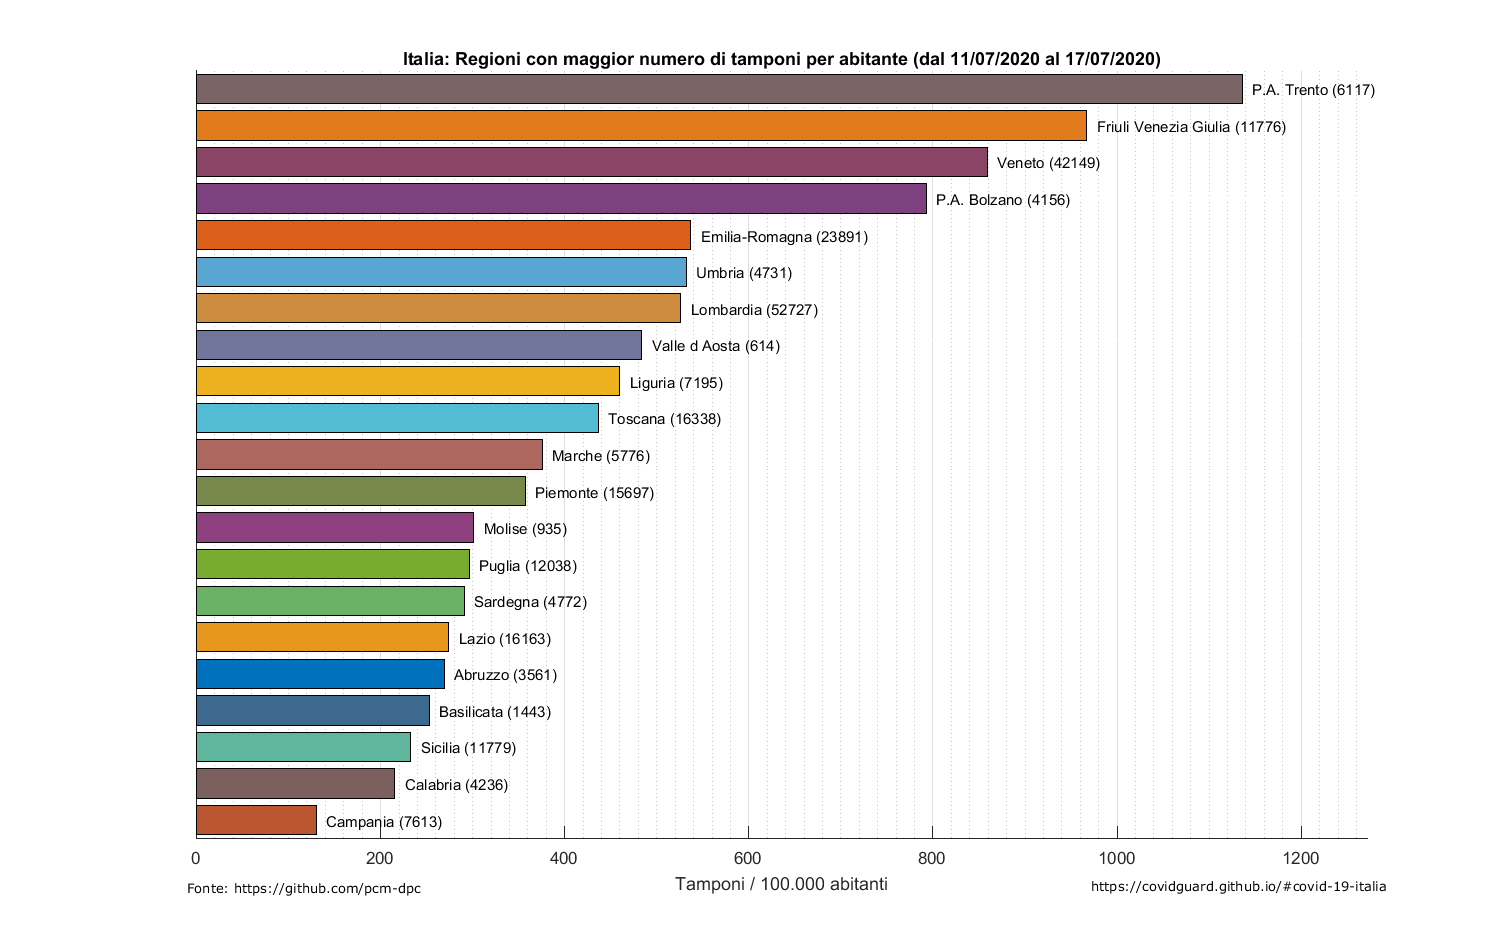 Italia: Regioni con maggior numero di tamponi per abitante (dal 11/07/2020 al 17/07/2020)
P.A. Trento (6117)
Friuli Venezia Giulia (11776)
Veneto (42149)
P.A. Bolzano (4156)
Emilia-Romagna (23891)
Umbria (4731)
Lombardia (52727)
Valle d Aosta (614)
Liguria (7195)
Toscana (16338)
Marche (5776)
Piemonte (15697)
Molise (935)
Puglia (12038)
Sardegna (4772)
Lazio (16163)
Abruzzo (3561)
Basilicata (1443)
Sicilia (11779)
Calabria (4236)
Campania (7613)
0 200 400 600 800 1000 1200
Tamponi / 100.000 abitanti
Fonte: https://github.com/pcm-dpc
https://covidguard.github.io/#covid-19-italia